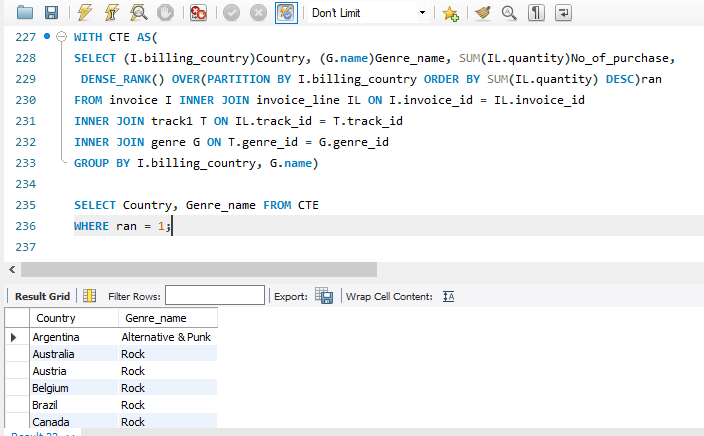 Don't Limit
227 WITH CTE AS(
228 SELECT (I.billing_country)Country, (G.name)Genre_name, SUM(IL.quantity)No_of_purchase,
229 DENSE_RANK() OVER(PARTITION BY I.billing_country ORDER BY SUM(IL.quantity) DESC)ran
230 FROM invoice I INNER JOIN invoice_line IL ON I.invoice_id = IL.invoice_id
231 INNER JOIN track1 T ON IL.track_id = T.track_id
232 INNER JOIN genre G ON T.genre_id = G.genre_id
233 GROUP BY I.billing_country, G.name)
234
235 SELECT Country, Genre_name FROM CTE
236 WHERE ran = 1;
237
Result Grid Filter Rows: Export: Wrap Cell Content:
Country Genre_name
Argentina Alternative & Punk
Australia Rock
Austria Rock
Belgium Rock
Brazil Rock
Canada Rock